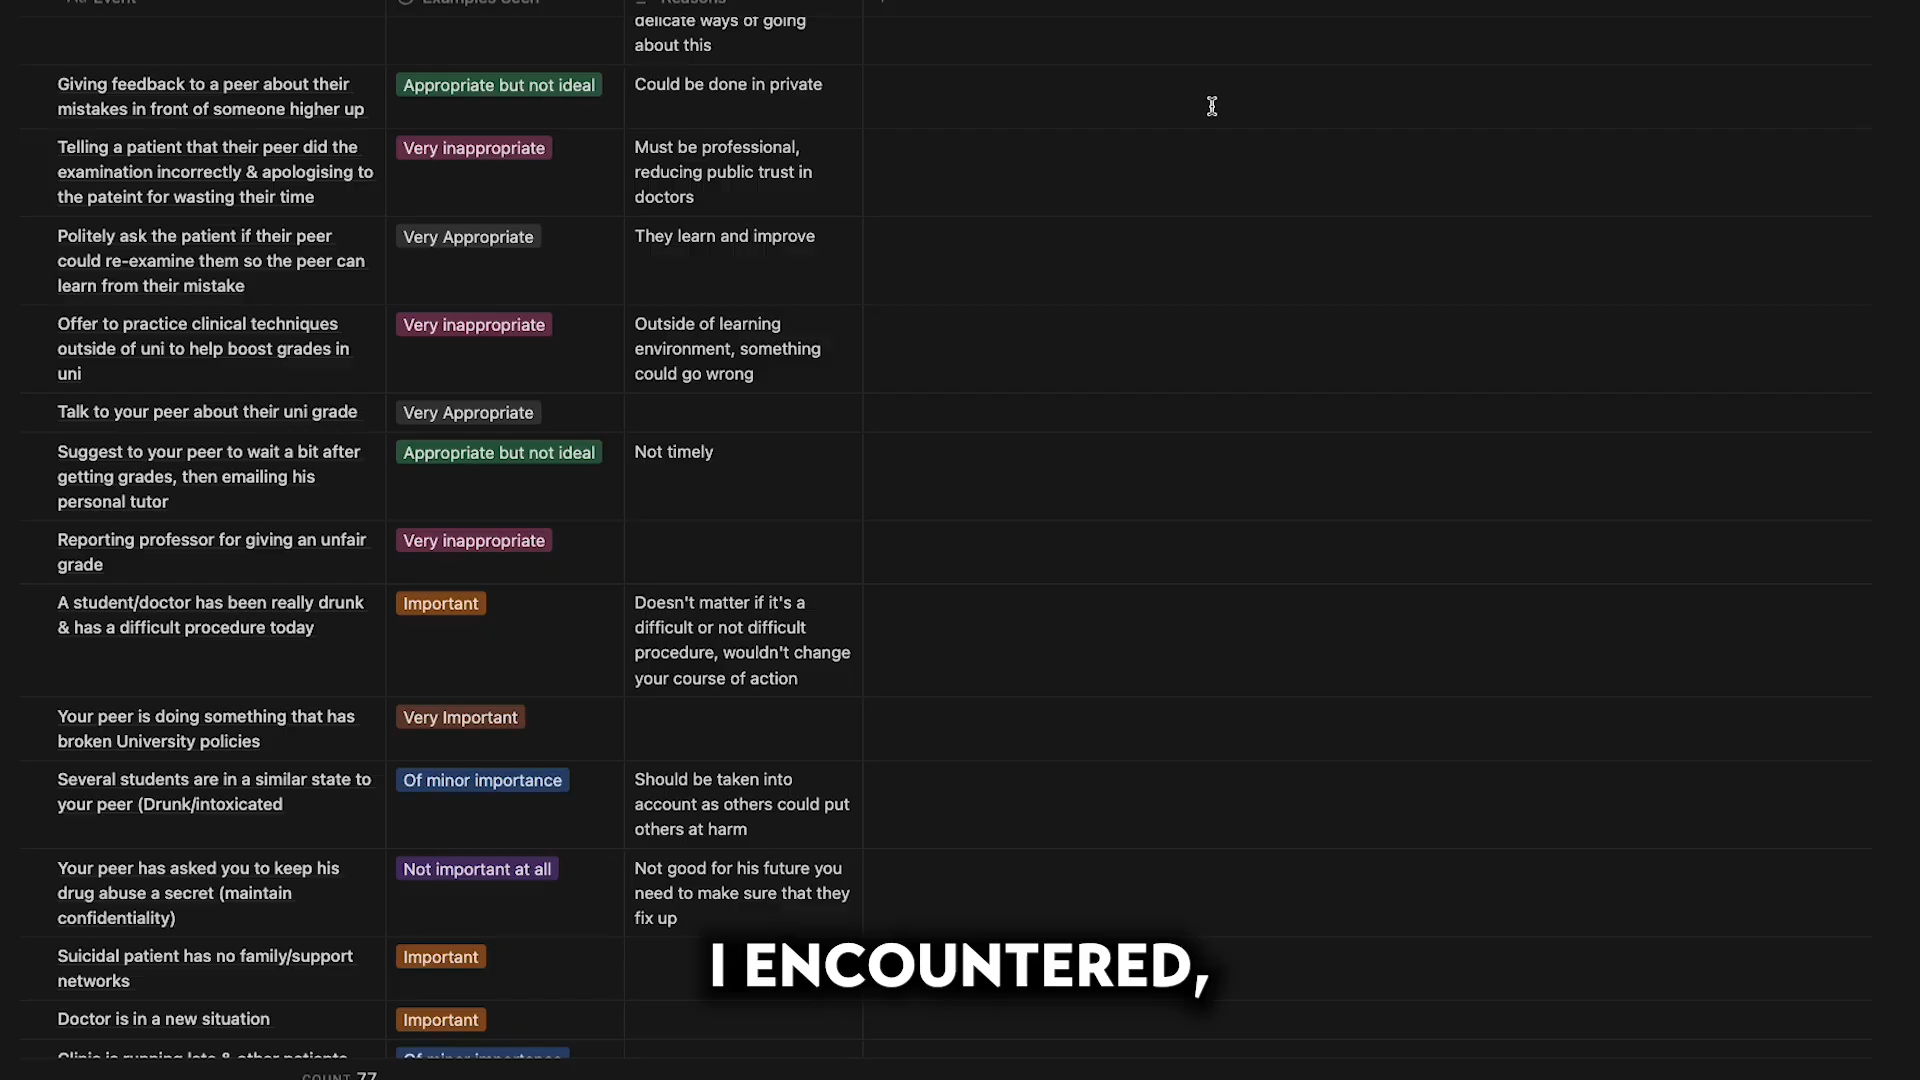 Event
Examples Seen
Reasons
delicate ways of going
about this
Giving feedback to a peer about their
mistakes in front of someone higher up
Appropriate but not ideal
Could be done in private
Telling a patient that their peer did the
examination incorrectly & apologising to
the pateint for wasting their time
Very inappropriate
Must be professional,
reducing public trust in
doctors
Politely ask the patient if their peer
could re-examine them so the peer can
learn from their mistake
Very Appropriate
They learn and improve
Offer to practice clinical techniques
outside of uni to help boost grades in
uni
Very inappropriate
Outside of learning
environment, something
could go wrong
Talk to your peer about their uni grade
Very Appropriate
Suggest to your peer to wait a bit after
getting grades, then emailing his
personal tutor
Appropriate but not ideal
Not timely
Reporting professor for giving an unfair
grade
Very inappropriate
A student/doctor has been really drunk
& has a difficult procedure today
Important
Doesn't matter if it's a
difficult or not difficult
procedure, wouldn't change
your course of action
Your peer is doing something that has
broken University policies
Very Important
Several students are in a similar state to
your peer (Drunk/intoxicated
Of minor importance
Should be taken into
account as others could put
others at harm
Your peer has asked you to keep his
drug abuse a secret (maintain
confidentiality)
Not important at all
Not good for his future you
need to make sure that they
fix up
Suicidal patient has no family/support
networks
Important
Doctor is in a new situation
Important
Clinic is running late & other patients
Of minor importance
COUNT 77
I ENCOUNTERED,